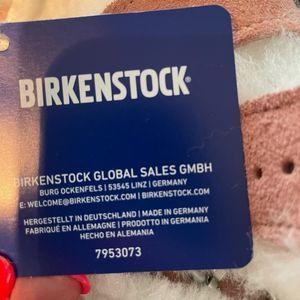 BIRKENSTOCK®
BIRKENSTOCK GLOBAL SALES GMBH
BURG OCKENFELS | 53545 LINZ | GERMANY
E: WELCOME@BIRKENSTOCK.COM | BIRKENSTOCK.COM
HERGESTELLT IN DEUTSCHLAND | MADE IN GERMANY
FABRIQUÉ EN ALLEMAGNE | PRODOTTO IN GERMANIA
HECHO EN ALEMANIA
7953073